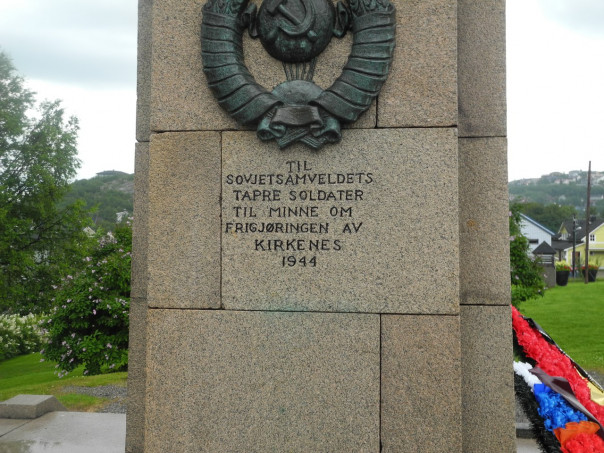 TIL
SOVJETSAMVELDETS
TAPRE SOLDATER
TIL MINNE OM
FRIGJØRINGEN AV
KIRKENES
1944